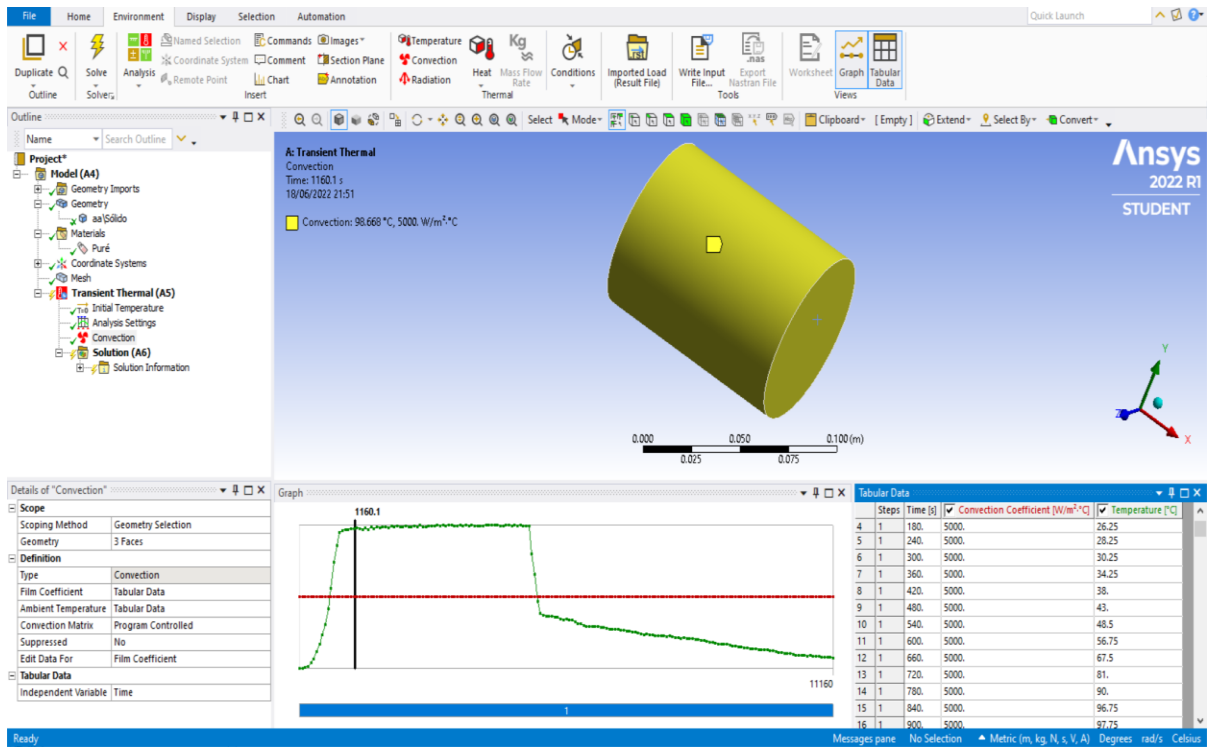 File Home Environment Display Selection Automation Quick Launch
Duplicate Q Solve Analysis Named Selection Coordinate System Remote Point Commands Comment Chart Images Section Plane Annotation Temperature Convection Radiation Heat Kg Mass Flow Rate Conditions Imported Load (Result File) Write Input File... .nas Export Nastran File Worksheet Graph Tabular Data
Outline Solver Insert Thermal Tools Views
Outline
Name Search Outline
Select Mode Clipboard [ Empty ] Extend Select By Convert
Project*
Model (A4)
Geometry Imports
Geometry
aa\Sólido
Materials
Puré
Coordinate Systems
Mesh
Transient Thermal (A5)
Initial Temperature
Analysis Settings
Convection
Solution (A6)
Solution Information
A: Transient Thermal
Convection
Time: 1160.1 s
18/06/2022 21:51
Convection: 98.668 °C, 5000. W/m²·°C
Ansys
2022 R1
STUDENT
0.000 0.050 0.100 (m)
0.025 0.075
Y
Z
X
Details of "Convection"
Scope
Scoping Method Geometry Selection
Geometry 3 Faces
Definition
Type Convection
Film Coefficient Tabular Data
Ambient Temperature Tabular Data
Convection Matrix Program Controlled
Suppressed No
Edit Data For Film Coefficient
Tabular Data
Independent Variable Time
Graph
1160.1
11160
1
Tabular Data
Steps Time [s] Convection Coefficient [W/m²·°C] Temperature [°C]
4 1 180. 5000. 26.25
5 1 240. 5000. 28.25
6 1 300. 5000. 30.25
7 1 360. 5000. 34.25
8 1 420. 5000. 38.
9 1 480. 5000. 43.
10 1 540. 5000. 48.5
11 1 600. 5000. 56.75
12 1 660. 5000. 67.5
13 1 720. 5000. 81.
14 1 780. 5000. 90.
15 1 840. 5000. 96.75
16 1 900. 5000. 97.75
Ready Messages pane No Selection Metric (m, kg, N, s, V, A) Degrees rad/s Celsius